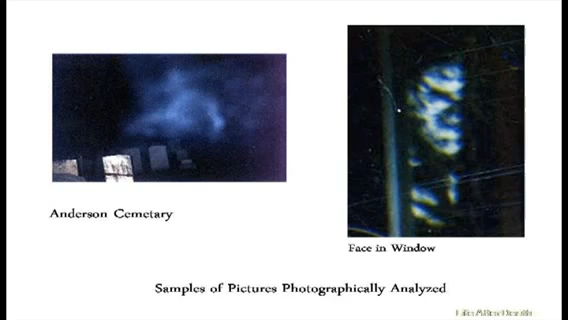 Anderson Cemetary
Face in Window
Samples of Pictures Photographically Analyzed